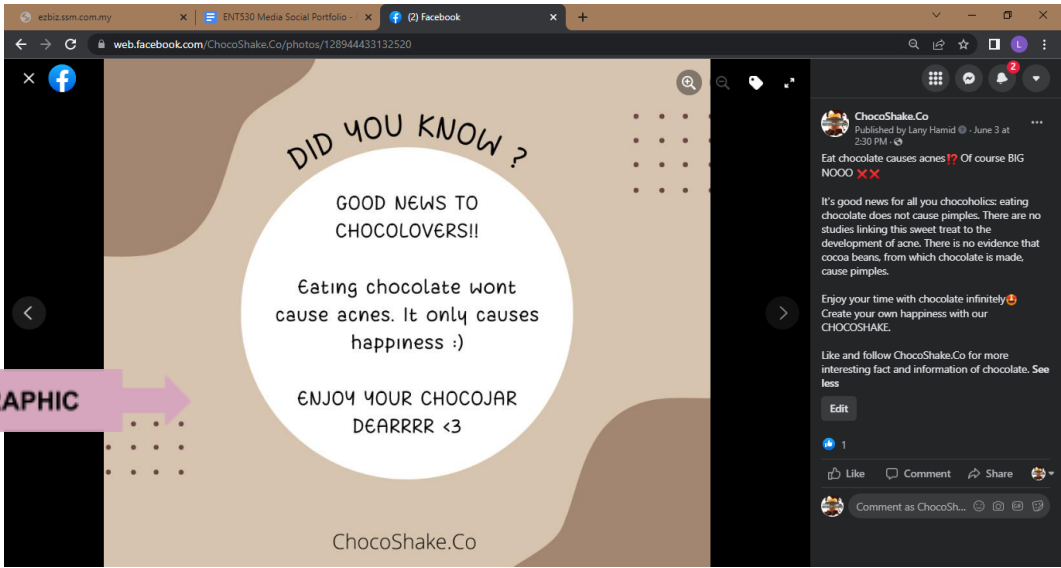 ezbiz.ssm.com.my
ENT530 Media Social Portfolio -
(2) Facebook
web.facebook.com/ChocoShake.Co/photos/128944433132520
L
2
DID YOU KNOW ?
GOOD NEWS TO
CHOCOLOVERS!!
Eating chocolate wont
cause acnes. It only causes
happiness :)
ENJOY YOUR CHOCOJAR
DEARRRR <3
ChocoShake.Co
RAPHIC
ChocoShake.Co
Published by Lany Hamid · June 3 at
2:30 PM ·
Eat chocolate causes acnes⁉️ Of course BIG
NOOO ❌❌
It's good news for all you chocoholics: eating
chocolate does not cause pimples. There are no
studies linking this sweet treat to the
development of acne. There is no evidence that
cocoa beans, from which chocolate is made,
cause pimples.
Enjoy your time with chocolate infinitely🤩
Create your own happiness with our
CHOCOSHAKE.
Like and follow ChocoShake.Co for more
interesting fact and information of chocolate. See
less
Edit
1
Like Comment Share
Comment as ChocoSh...